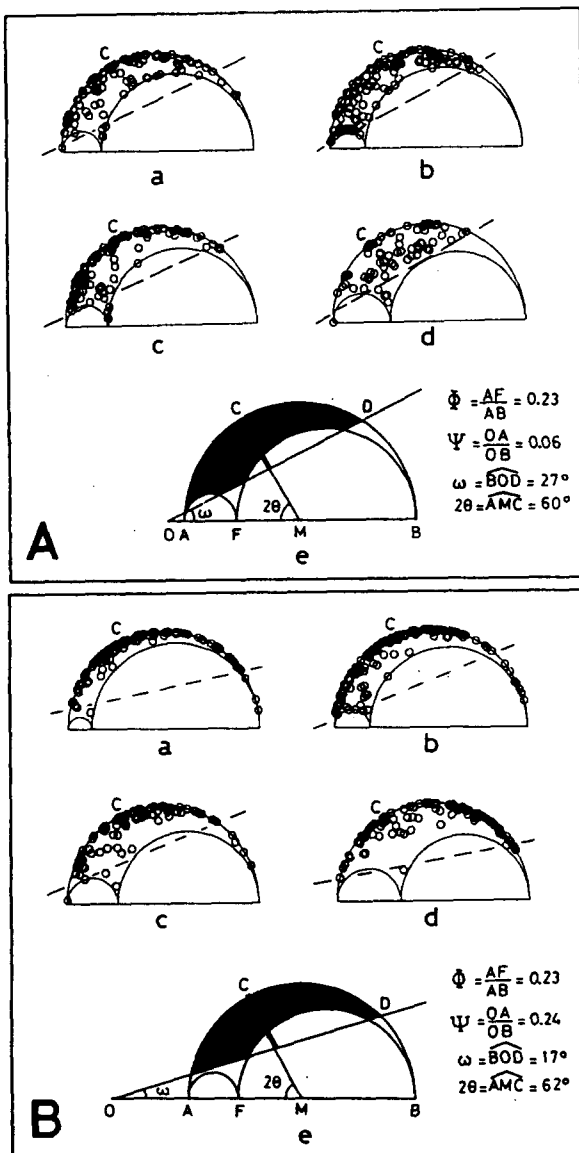 C C
a b
C C
c d
C D
Φ = AF/AB = 0.23
Ψ = OA/OB = 0.06
ω = BOD = 27°
2θ = AMC = 60°
ω 2θ
O A F M B
e
A
C C
a b
C C
c d
C D
Φ = AF/AB = 0.23
Ψ = OA/OB = 0.24
ω = BOD = 17°
2θ = AMC = 62°
ω 2θ
O A F M B
e
B